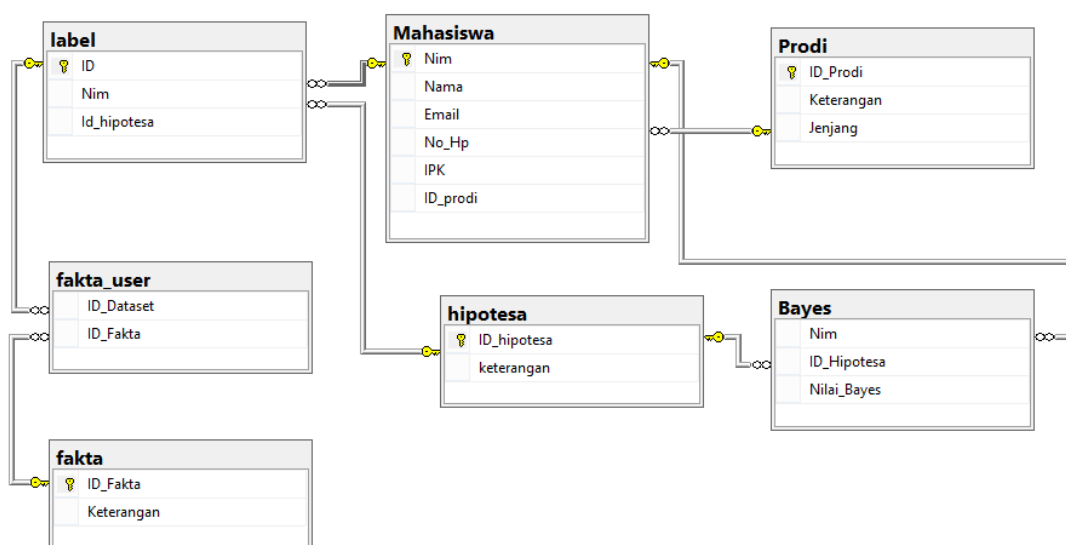 label
ID
Nim
Id_hipotesa
Mahasiswa
Nim
Nama
Email
No_Hp
IPK
ID_prodi
Prodi
ID_Prodi
Keterangan
Jenjang
fakta_user
ID_Dataset
ID_Fakta
hipotesa
ID_hipotesa
keterangan
Bayes
Nim
ID_Hipotesa
Nilai_Bayes
fakta
ID_Fakta
Keterangan